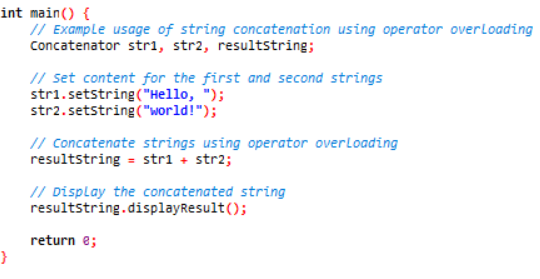 int main() {
    // Example usage of string concatenation using operator overloading
    Concatenator str1, str2, resultString;

    // Set content for the first and second strings
    str1.setString("Hello, ");
    str2.setString("world!");

    // Concatenate strings using operator overloading
    resultString = str1 + str2;

    // Display the concatenated string
    resultString.displayResult();

    return 0;
}